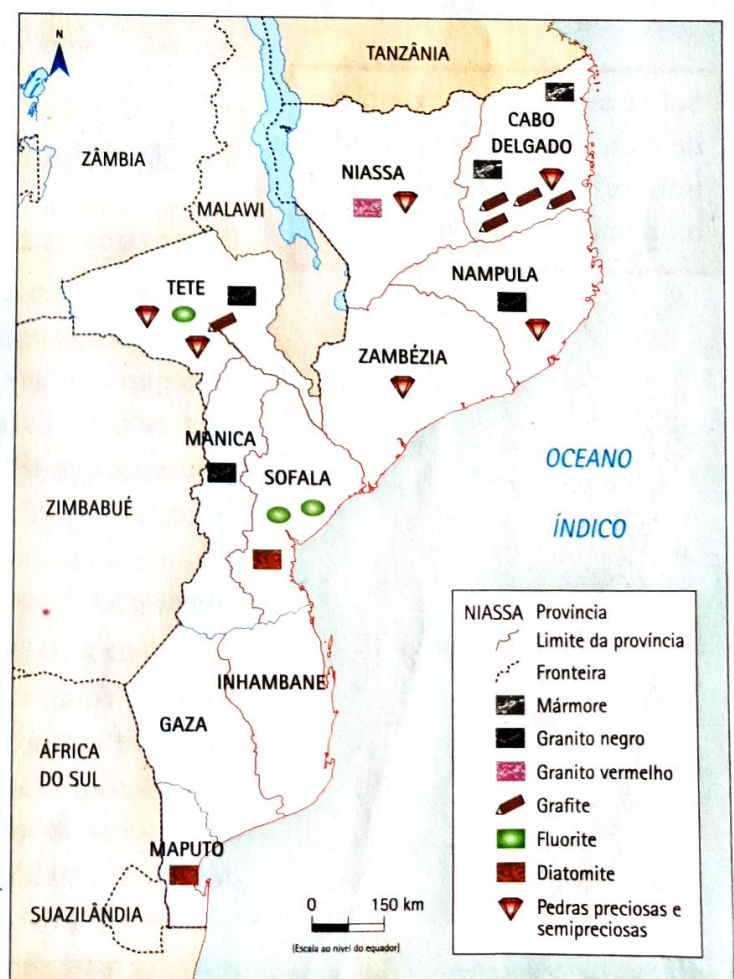 N
TANZÂNIA
CABO
DELGADO
ZÂMBIA
NIASSA
MALAWI
TETE
NAMPULA
ZAMBÉZIA
MANICA
SOFALA
OCEANO
ÍNDICO
ZIMBABUÉ
INHAMBANE
GAZA
ÁFRICA
DO SUL
MAPUTO
SUAZILÂNDIA
0 150 km
(Escala ao nível do equador)
NIASSA Província
Limite da província
Fronteira
Mármore
Granito negro
Granito vermelho
Grafite
Fluorite
Diatomite
Pedras preciosas e
semipreciosas